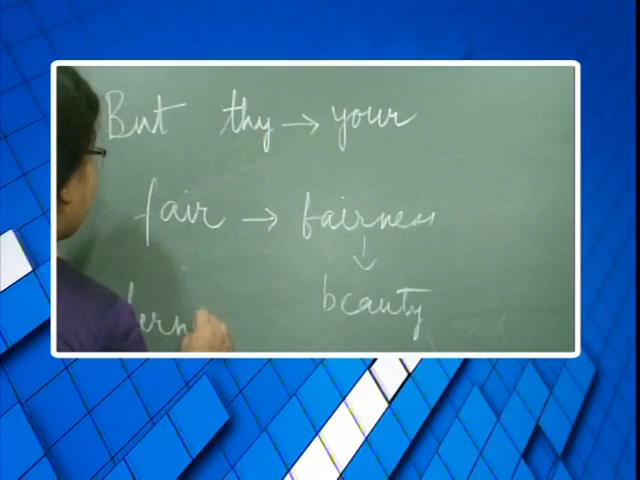 But thy → your
fair → fairness
↓
beauty